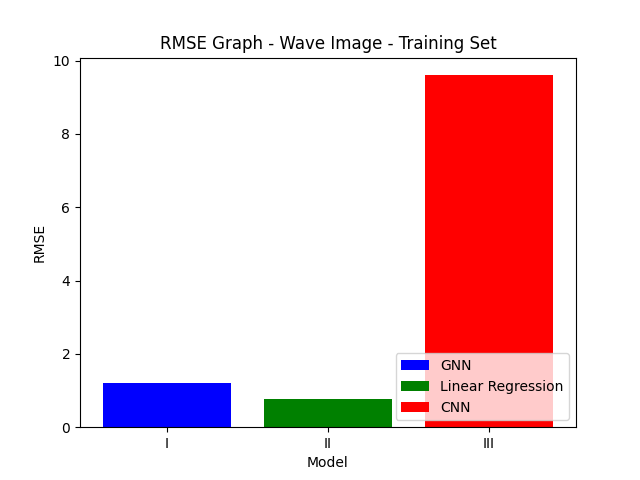 RMSE Graph - Wave Image - Training Set
10
8
6
4
2
0
RMSE
GNN
Linear Regression
CNN
I II III
Model